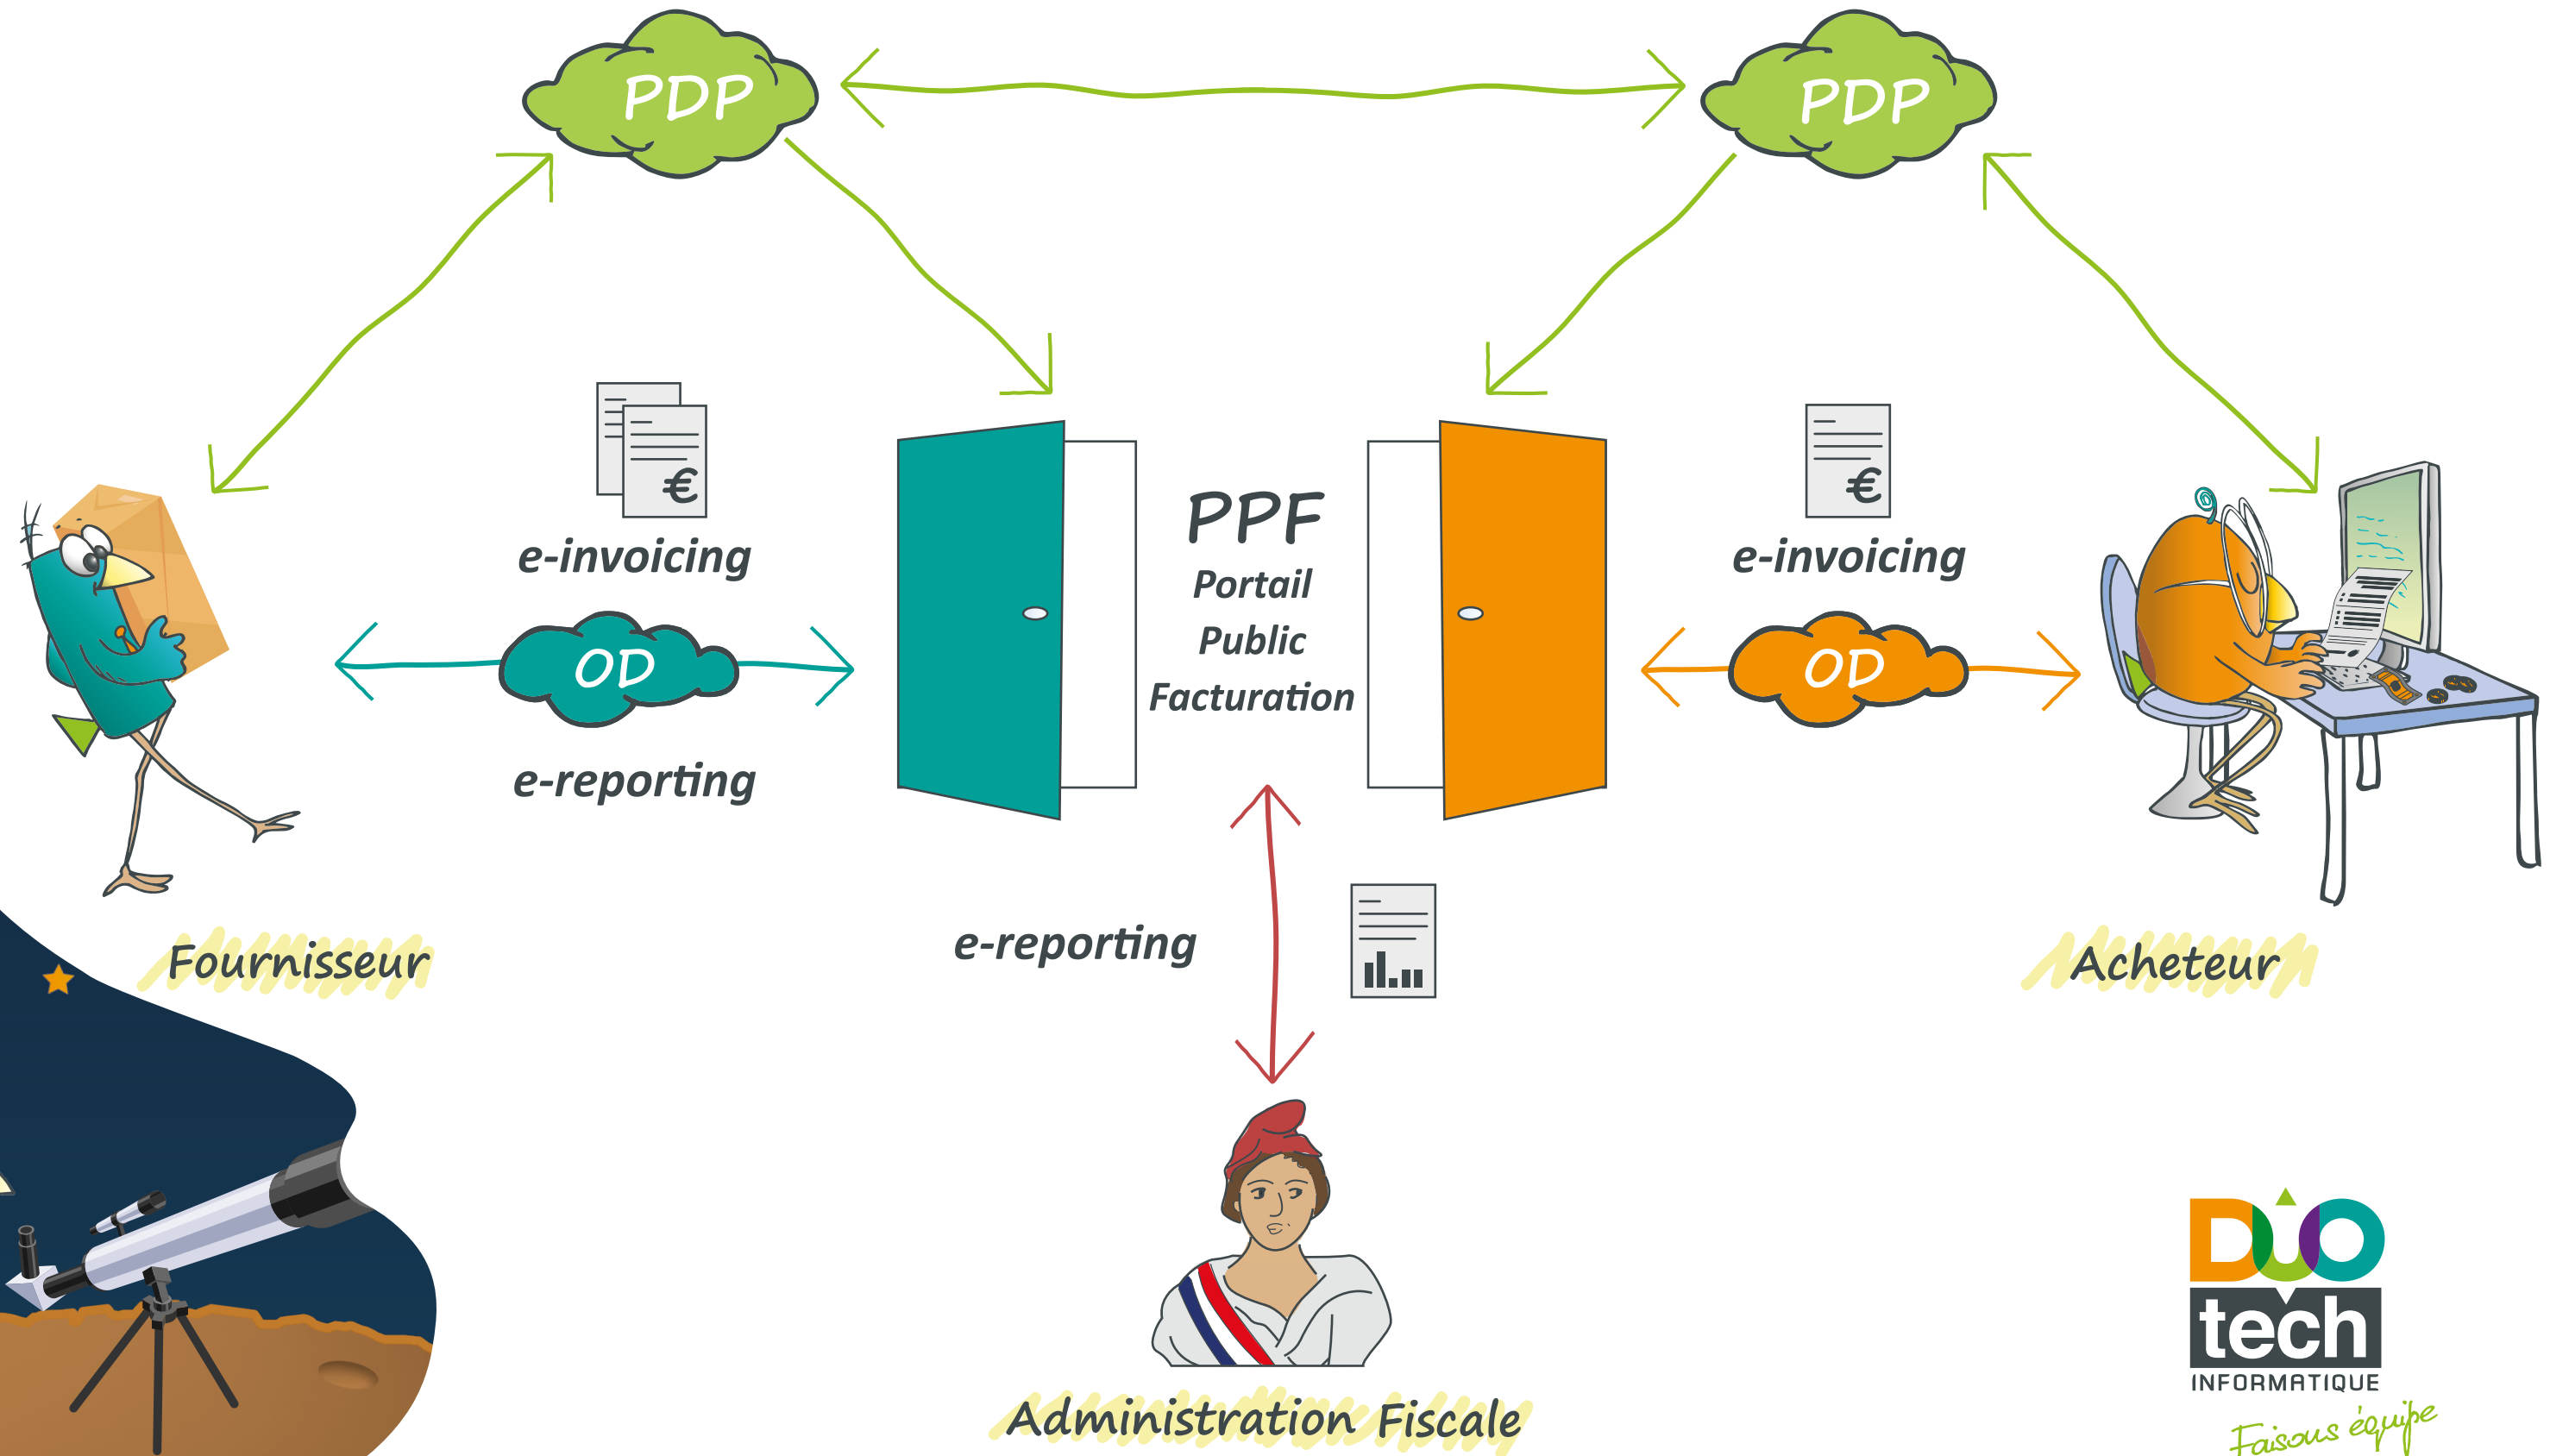 PDP
PDP
€
e-invoicing
OD
e-reporting
PPF
Portail
Public
Facturation
€
e-invoicing
OD
e-reporting
Fournisseur
Acheteur
Administration Fiscale
DUO
tech
INFORMATIQUE
Faisons équipe